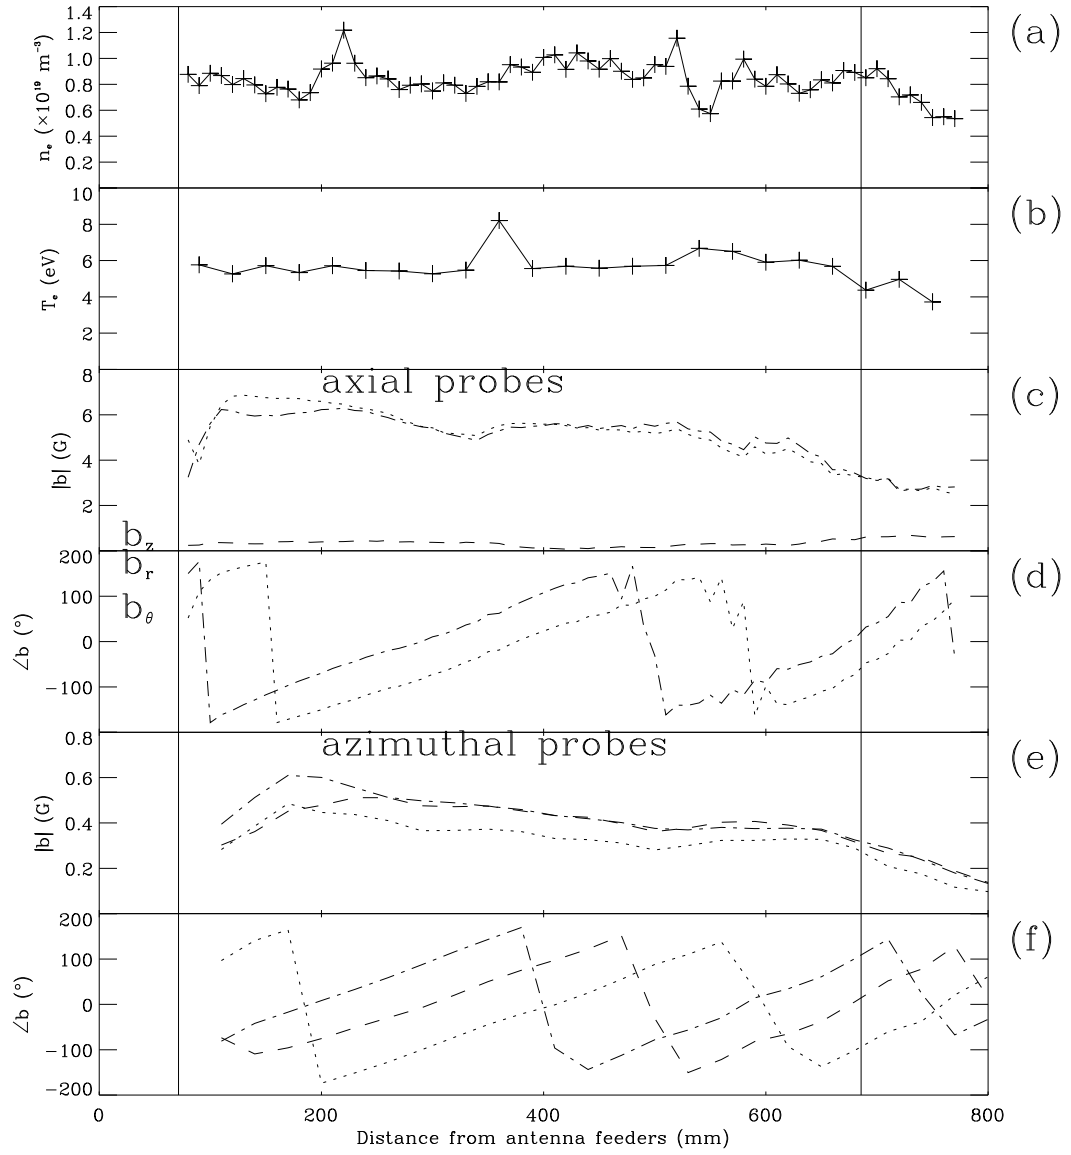 1.4
1.2
1.0
0.8
0.6
0.4
0.2
nₑ (×10¹⁹ m⁻³)
(a)
10
8
6
4
2
Tₑ (eV)
(b)
8
6
4
2
|b| (G)
axial probes
(c)
b_z
b_r
b_θ
200
100
0
−100
∠b (°)
(d)
0.8
0.6
0.4
0.2
|b| (G)
azimuthal probes
(e)
200
100
0
−100
−200
∠b (°)
(f)
0 200 400 600 800
Distance from antenna feeders (mm)